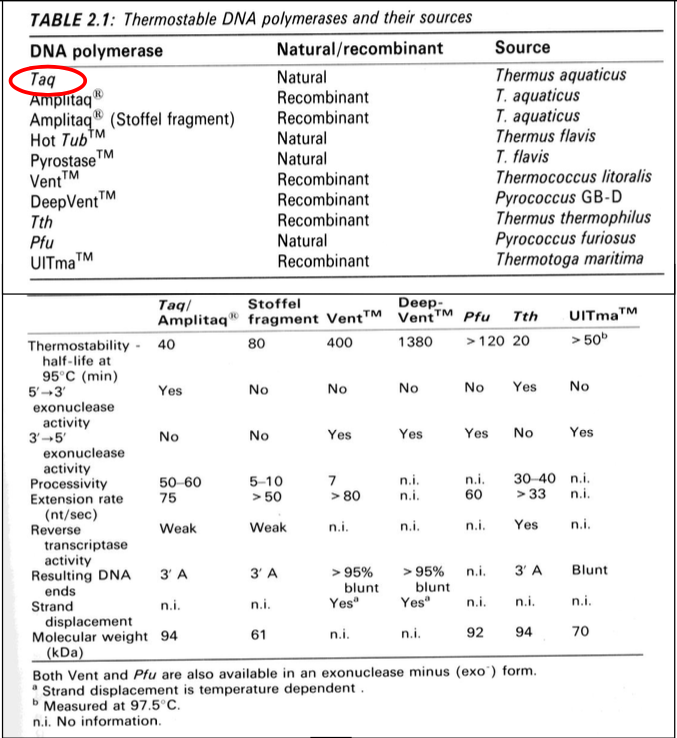 TABLE 2.1: Thermostable DNA polymerases and their sources
DNA polymerase Natural/recombinant Source
Taq Natural Thermus aquaticus
Amplitaq® Recombinant T. aquaticus
Amplitaq® (Stoffel fragment) Recombinant T. aquaticus
Hot Tub™ Natural Thermus flavis
Pyrostase™ Natural T. flavis
Vent™ Recombinant Thermococcus litoralis
DeepVent™ Recombinant Pyrococcus GB-D
Tth Recombinant Thermus thermophilus
Pfu Natural Pyrococcus furiosus
UlTma™ Recombinant Thermotoga maritima
Taq/ Stoffel Deep-
Amplitaq® fragment Vent™ Vent™ Pfu Tth UlTma™
Thermostability - 40 80 400 1380 >120 20 >50ᵇ
half-life at
95°C (min)
5′→3′ Yes No No No No Yes No
exonuclease
activity
3′→5′ No No Yes Yes Yes No Yes
exonuclease
activity
Processivity 50–60 5–10 7 n.i. n.i. 30–40 n.i.
Extension rate 75 >50 >80 n.i. 60 >33 n.i.
(nt/sec)
Reverse Weak Weak n.i. n.i. n.i. Yes n.i.
transcriptase
activity
Resulting DNA 3′ A 3′ A >95% >95% n.i. 3′ A Blunt
ends blunt blunt
Strand n.i. n.i. Yesᵃ Yesᵃ n.i. n.i. n.i.
displacement
Molecular weight 94 61 n.i. n.i. 92 94 70
(kDa)
Both Vent and Pfu are also available in an exonuclease minus (exo⁻) form.
ᵃ Strand displacement is temperature dependent .
ᵇ Measured at 97.5°C.
n.i. No information.